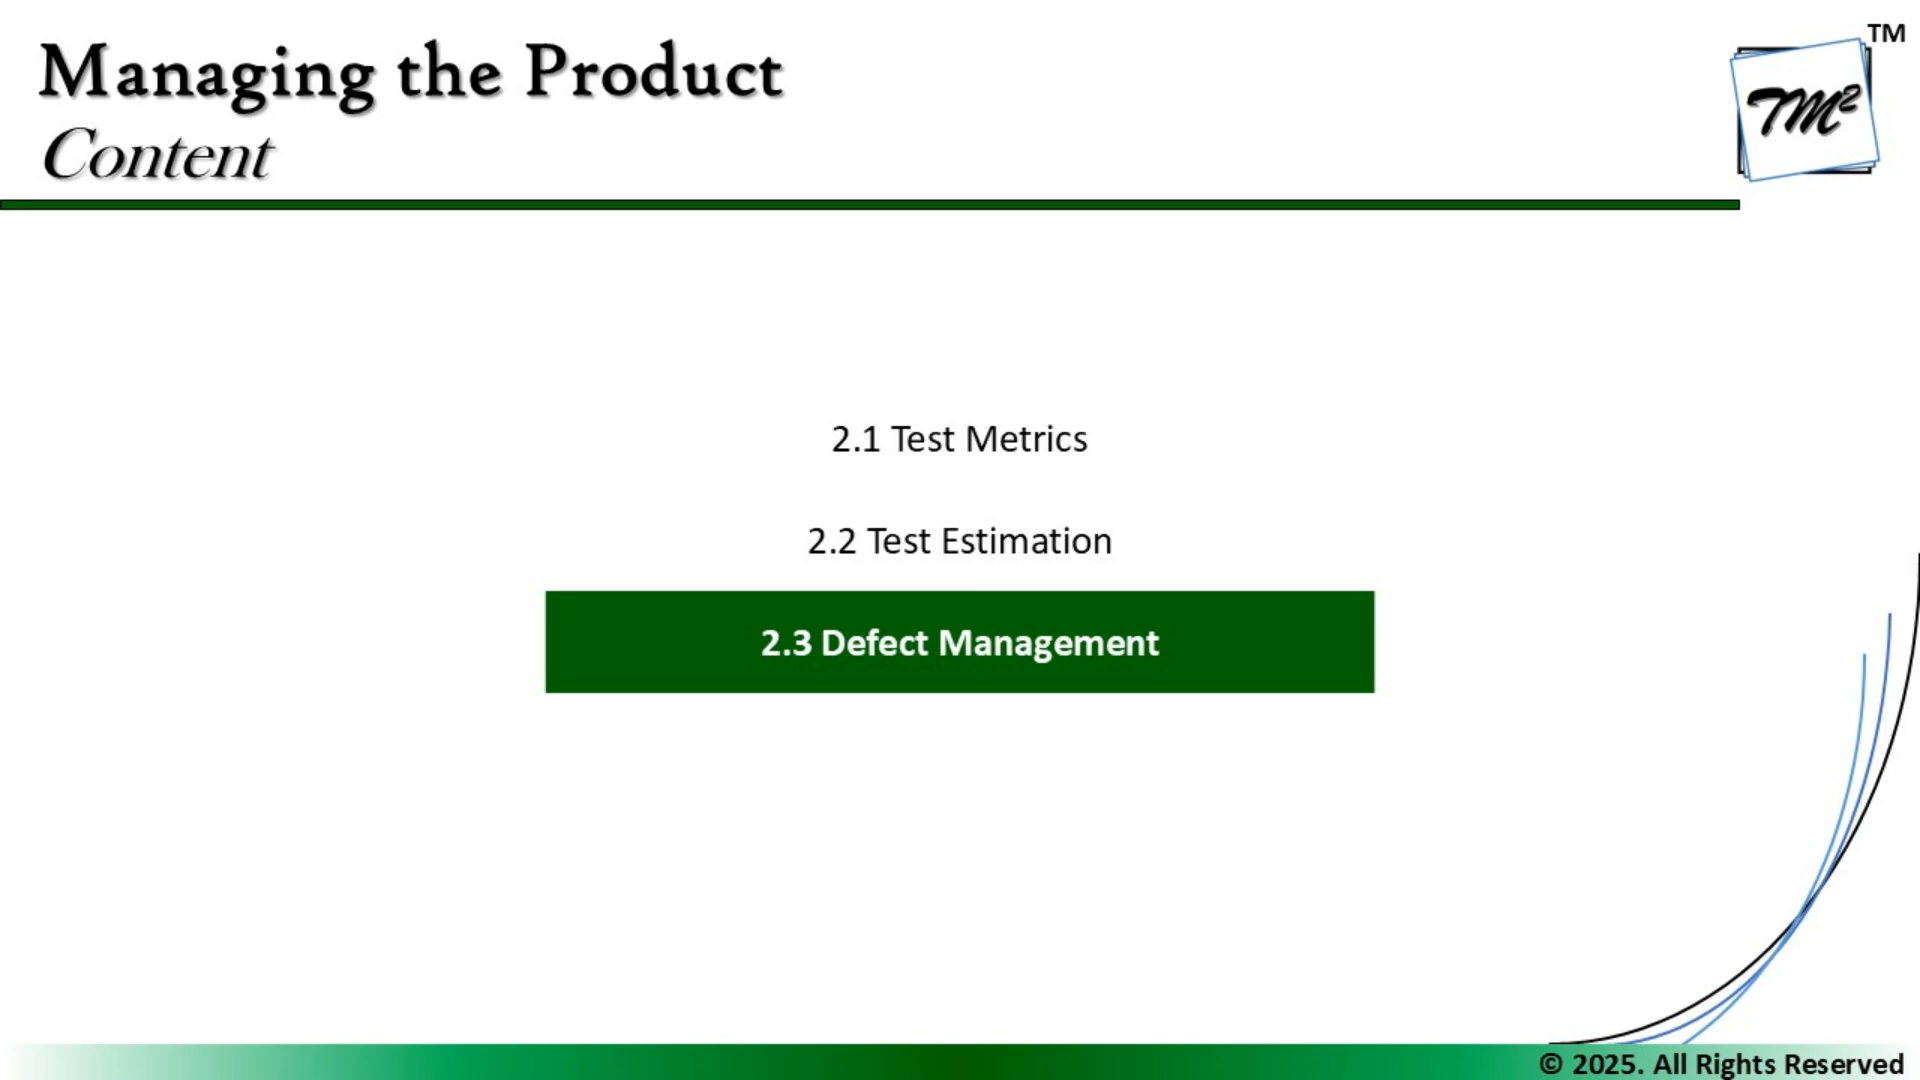 Managing the Product
Content
TM
TM²
2.1 Test Metrics
2.2 Test Estimation
2.3 Defect Management
© 2025. All Rights Reserved